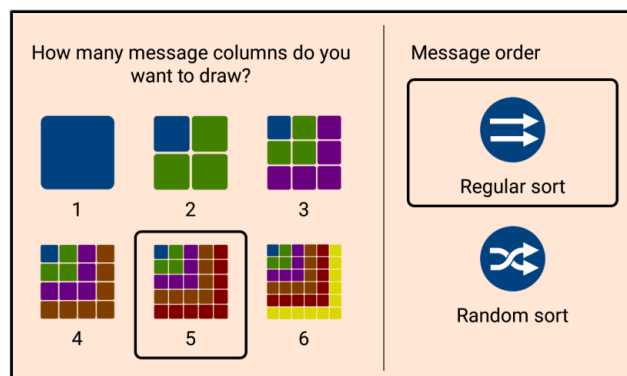 How many message columns do you
want to draw?
1
2
3
4
5
6
Message order
Regular sort
Random sort